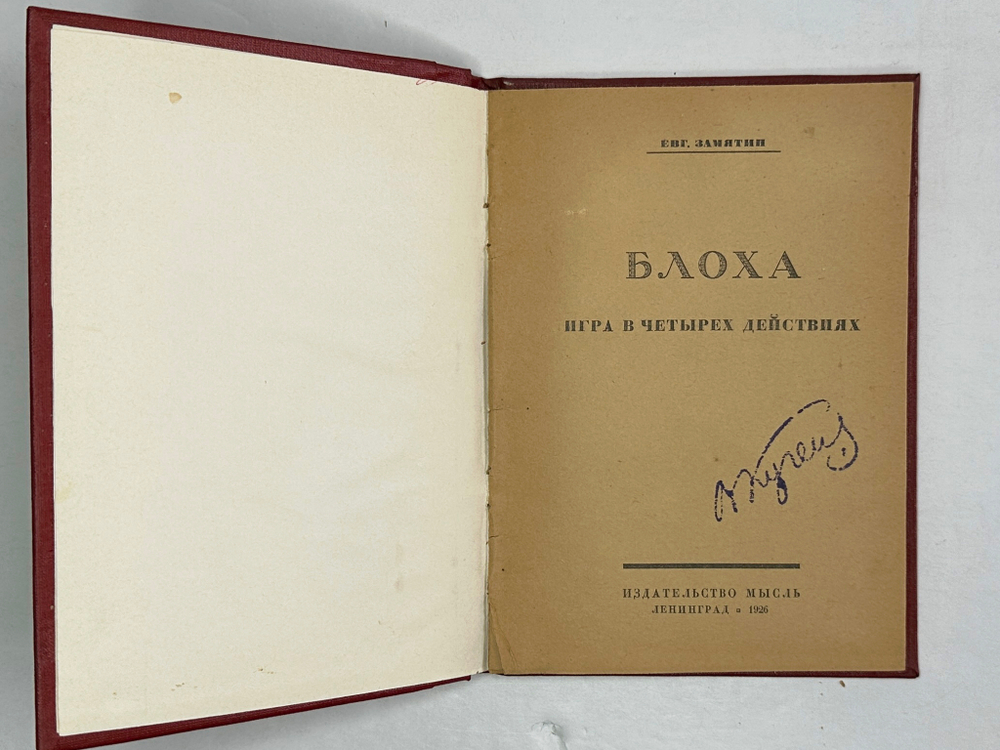 ЕВГ. ЗАМЯТИН
БЛОХА
ИГРА В ЧЕТЫРЕХ ДЕЙСТВИЯХ
ИЗДАТЕЛЬСТВО МЫСЛЬ
ЛЕНИНГРАД 1926